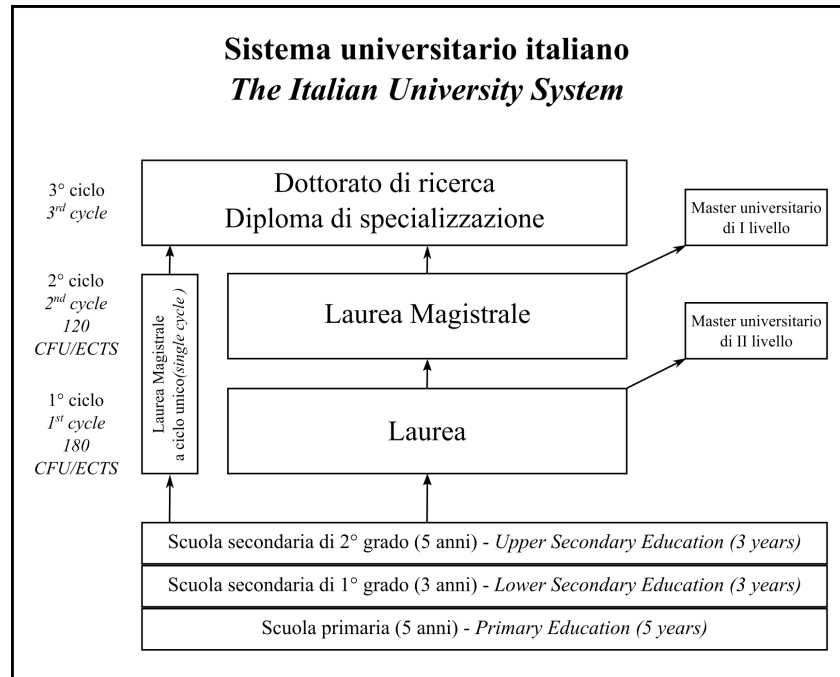 Sistema universitario italiano
The Italian University System
3° ciclo
3rd cycle
Dottorato di ricerca
Diploma di specializzazione
Master universitario
di I livello
2° ciclo
2nd cycle
120
CFU/ECTS
Laurea Magistrale
a ciclo unico(single cycle )
Laurea Magistrale
Master universitario
di II livello
1° ciclo
1st cycle
180
CFU/ECTS
Laurea
Scuola secondaria di 2° grado (5 anni) - Upper Secondary Education (3 years)
Scuola secondaria di 1° grado (3 anni) - Lower Secondary Education (3 years)
Scuola primaria (5 anni) - Primary Education (5 years)